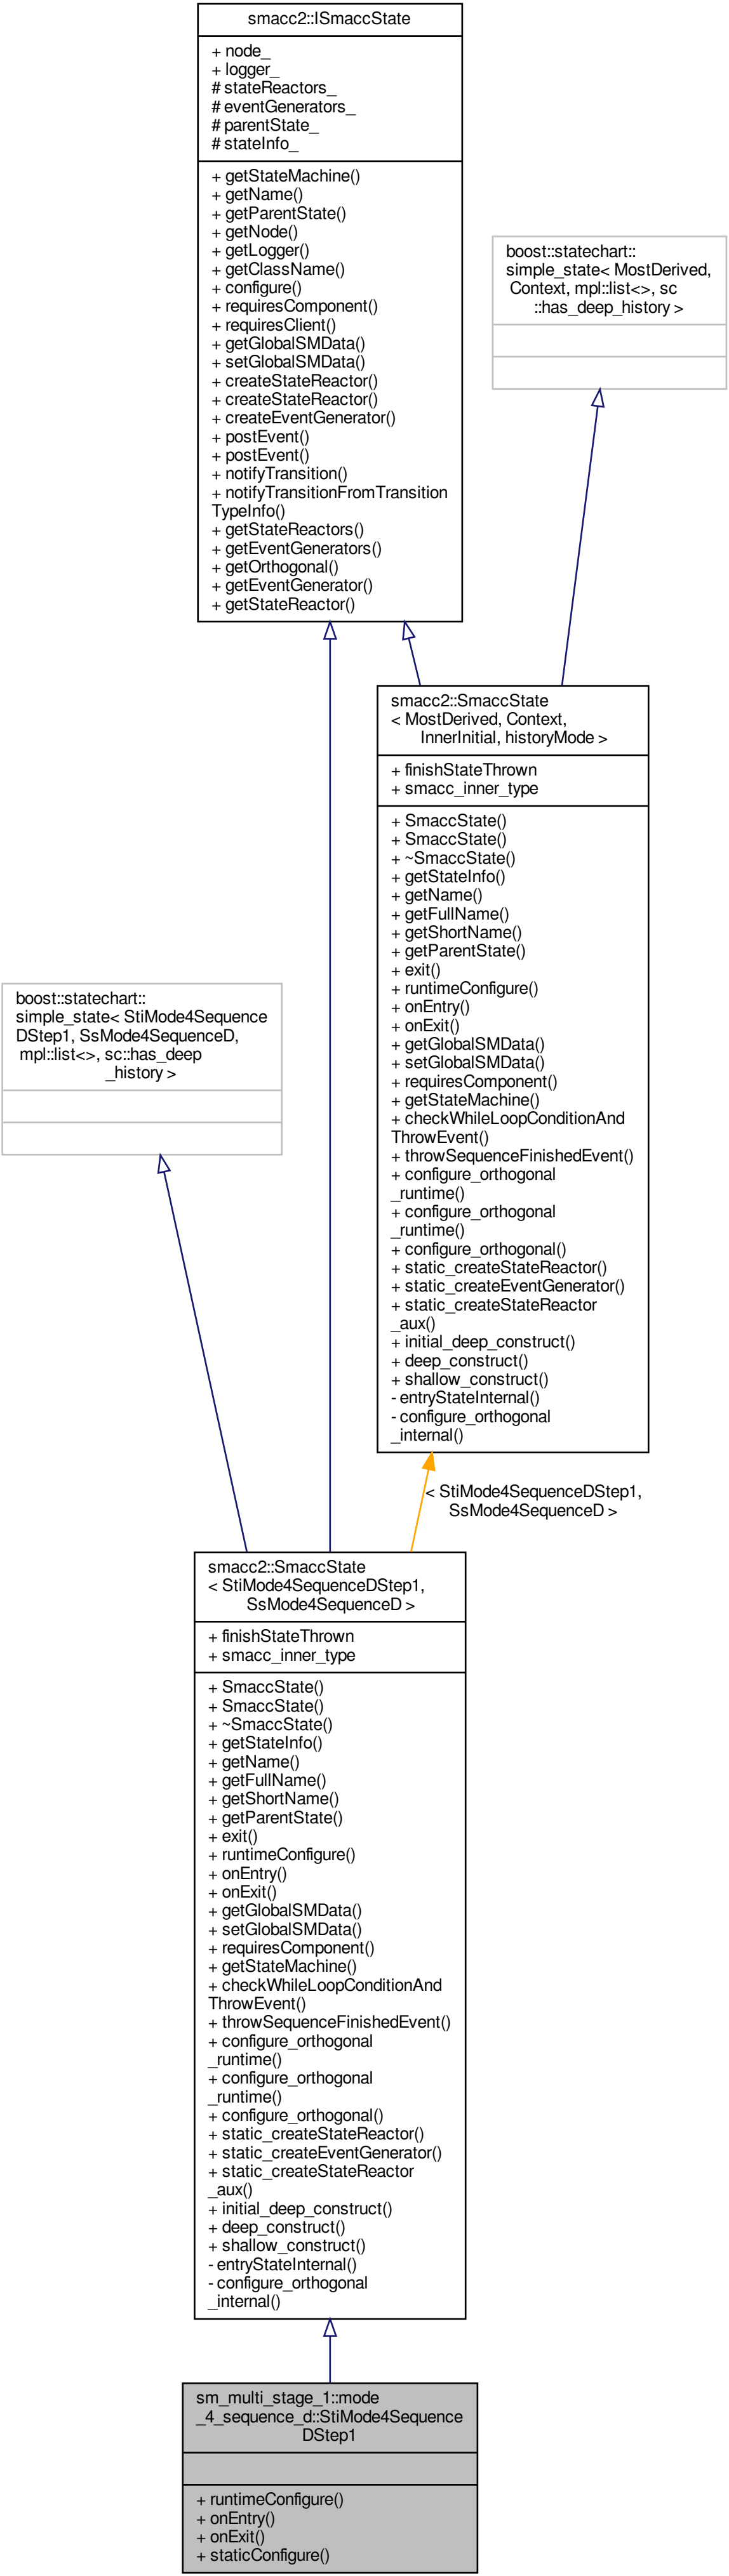 smacc2::ISmaccState
+ node_
+ logger_
# stateReactors_
# eventGenerators_
# parentState_
# stateInfo_
+ getStateMachine()
+ getName()
+ getParentState()
+ getNode()
+ getLogger()
+ getClassName()
+ configure()
+ requiresComponent()
+ requiresClient()
+ getGlobalSMData()
+ setGlobalSMData()
+ createStateReactor()
+ createStateReactor()
+ createEventGenerator()
+ postEvent()
+ postEvent()
+ notifyTransition()
+ notifyTransitionFromTransition
TypeInfo()
+ getStateReactors()
+ getEventGenerators()
+ getOrthogonal()
+ getEventGenerator()
+ getStateReactor()
boost::statechart::
simple_state< MostDerived,
Context, mpl::list<>, sc
::has_deep_history >
smacc2::SmaccState
< MostDerived, Context,
InnerInitial, historyMode >
+ finishStateThrown
+ smacc_inner_type
+ SmaccState()
+ SmaccState()
+ ~SmaccState()
+ getStateInfo()
+ getName()
+ getFullName()
+ getShortName()
+ getParentState()
+ exit()
+ runtimeConfigure()
+ onEntry()
+ onExit()
+ getGlobalSMData()
+ setGlobalSMData()
+ requiresComponent()
+ getStateMachine()
+ checkWhileLoopConditionAnd
ThrowEvent()
+ throwSequenceFinishedEvent()
+ configure_orthogonal
_runtime()
+ configure_orthogonal
_runtime()
+ configure_orthogonal()
+ static_createStateReactor()
+ static_createEventGenerator()
+ static_createStateReactor
_aux()
+ initial_deep_construct()
+ deep_construct()
+ shallow_construct()
- entryStateInternal()
- configure_orthogonal
_internal()
boost::statechart::
simple_state< StiMode4Sequence
DStep1, SsMode4SequenceD,
mpl::list<>, sc::has_deep
_history >
< StiMode4SequenceDStep1,
SsMode4SequenceD >
smacc2::SmaccState
< StiMode4SequenceDStep1,
SsMode4SequenceD >
+ finishStateThrown
+ smacc_inner_type
+ SmaccState()
+ SmaccState()
+ ~SmaccState()
+ getStateInfo()
+ getName()
+ getFullName()
+ getShortName()
+ getParentState()
+ exit()
+ runtimeConfigure()
+ onEntry()
+ onExit()
+ getGlobalSMData()
+ setGlobalSMData()
+ requiresComponent()
+ getStateMachine()
+ checkWhileLoopConditionAnd
ThrowEvent()
+ throwSequenceFinishedEvent()
+ configure_orthogonal
_runtime()
+ configure_orthogonal
_runtime()
+ configure_orthogonal()
+ static_createStateReactor()
+ static_createEventGenerator()
+ static_createStateReactor
_aux()
+ initial_deep_construct()
+ deep_construct()
+ shallow_construct()
- entryStateInternal()
- configure_orthogonal
_internal()
sm_multi_stage_1::mode
_4_sequence_d::StiMode4Sequence
DStep1
+ runtimeConfigure()
+ onEntry()
+ onExit()
+ staticConfigure()